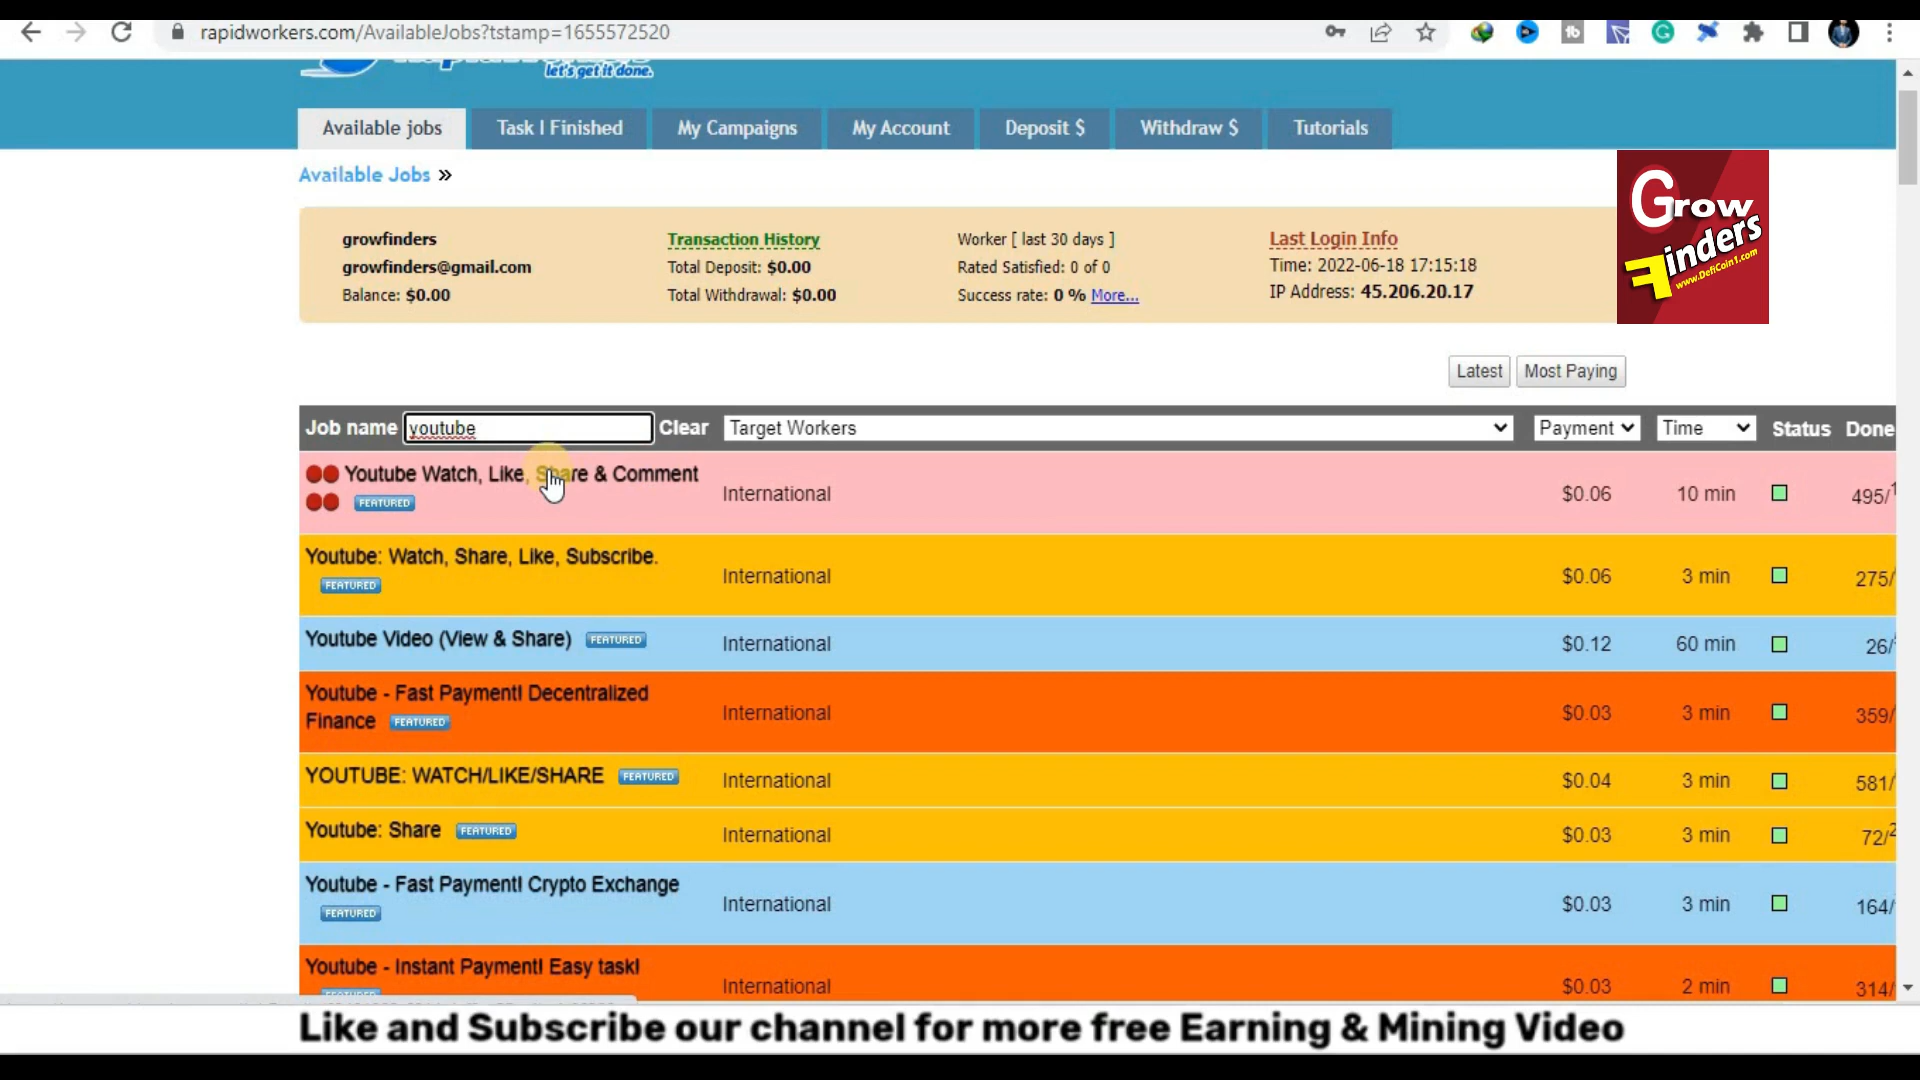 rapidworkers.com/AvailableJobs?tstamp=1655572520
let's get it done.
Available jobs Task I Finished My Campaigns My Account Deposit $ Withdraw $ Tutorials
Available Jobs »
growfinders
growfinders@gmail.com
Balance: $0.00
Transaction History
Total Deposit: $0.00
Total Withdrawal: $0.00
Worker [ last 30 days ]
Rated Satisfied: 0 of 0
Success rate: 0 % More...
Last Login Info
Time: 2022-06-18 17:15:18
IP Address: 45.206.20.17
Grow
Finders
www.DefiCoin1.com
Latest Most Paying
Job name youtube Clear Target Workers Payment Time Status Done
Youtube Watch, Like, Share & Comment
FEATURED
International $0.06 10 min 495/
Youtube: Watch, Share, Like, Subscribe.
FEATURED
International $0.06 3 min 275/
Youtube Video (View & Share) FEATURED International $0.12 60 min 26/
Youtube - Fast Payment! Decentralized
Finance FEATURED
International $0.03 3 min 359/
YOUTUBE: WATCH/LIKE/SHARE FEATURED International $0.04 3 min 581/
Youtube: Share FEATURED International $0.03 3 min 72/2
Youtube - Fast Payment! Crypto Exchange
FEATURED
International $0.03 3 min 164/
Youtube - Instant Payment! Easy task!
FEATURED
International $0.03 2 min 314/
Like and Subscribe our channel for more free Earning & Mining Video